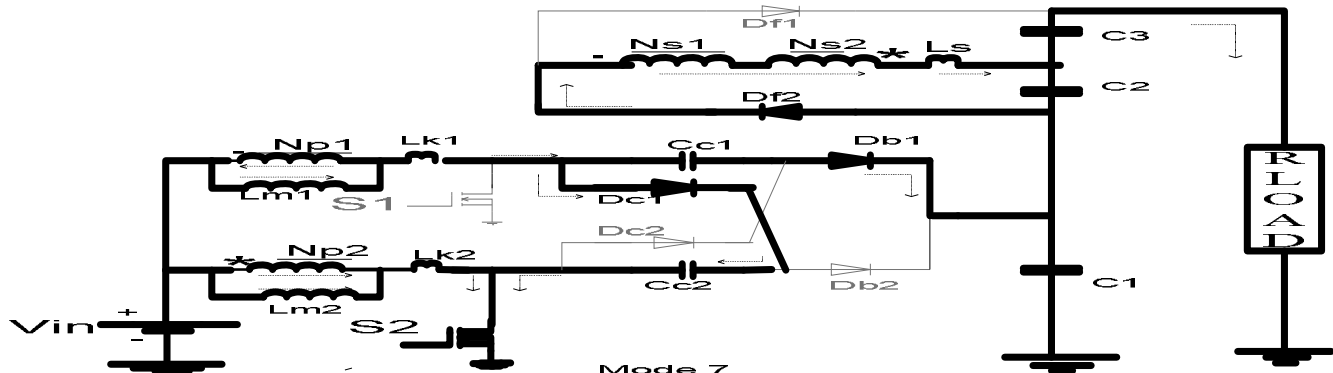 Df1
C3
- Ns1 Ns2 * Ls
C2
Df2
Lk1
- Np1 Cc1 Db1
Lm1 Dc1
S1
RLOAD
Dc2
Np2 Lk2
*
Cc2 Db2
C1
Lm2
+
Vin S2
-
Mode 7